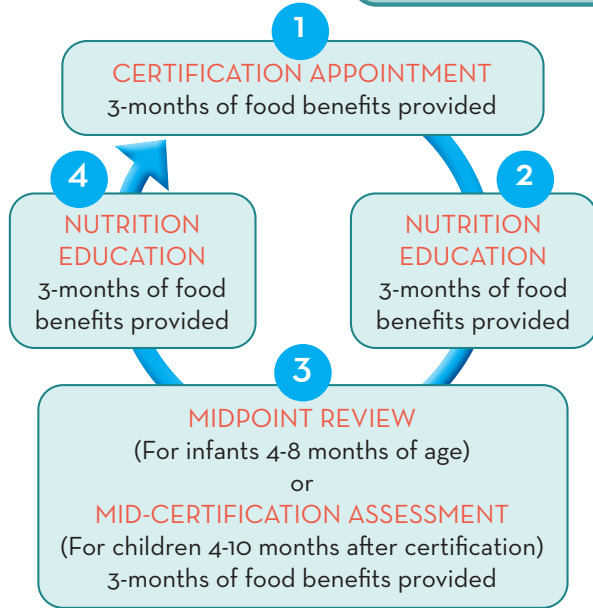 1
CERTIFICATION APPOINTMENT
3-months of food benefits provided
2
NUTRITION
EDUCATION
3-months of food
benefits provided
3
MIDPOINT REVIEW
(For infants 4-8 months of age)
or
MID-CERTIFICATION ASSESSMENT
(For children 4-10 months after certification)
3-months of food benefits provided
4
NUTRITION
EDUCATION
3-months of food
benefits provided